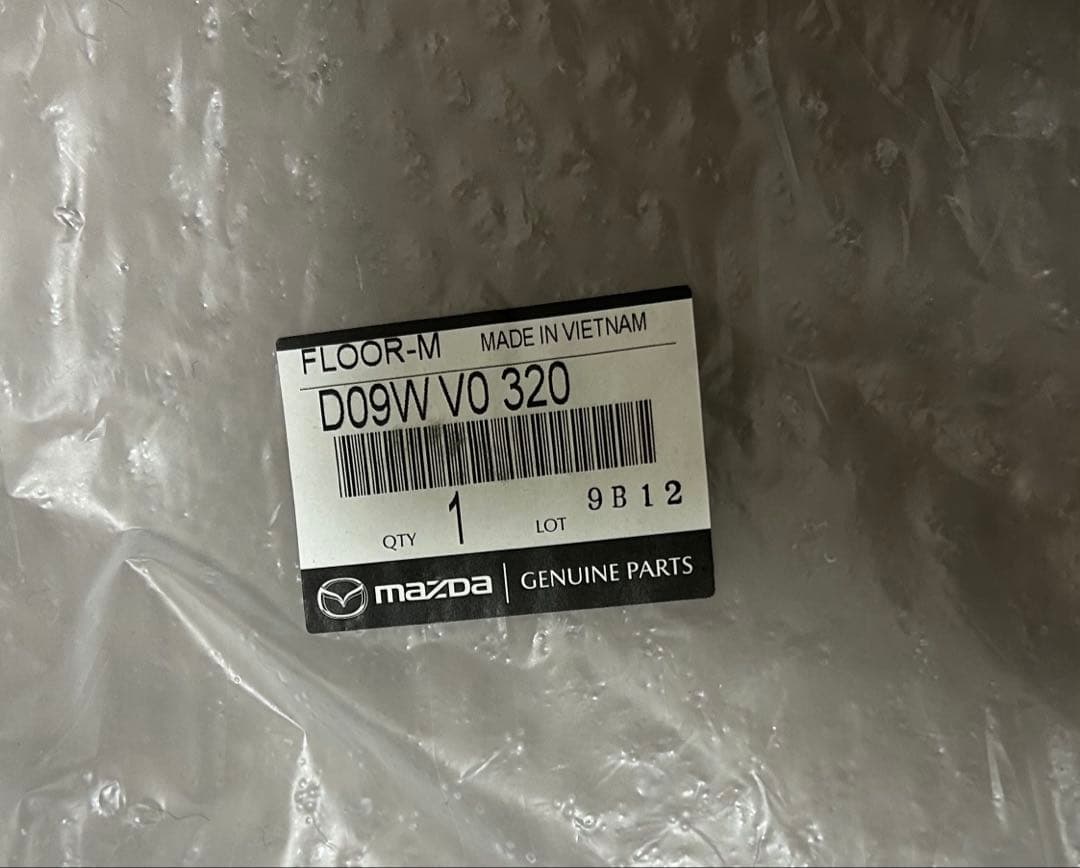 FLOOR-M MADE IN VIETNAM
D09W V0 320
QTY 1 LOT 9B12
mazda | GENUINE PARTS